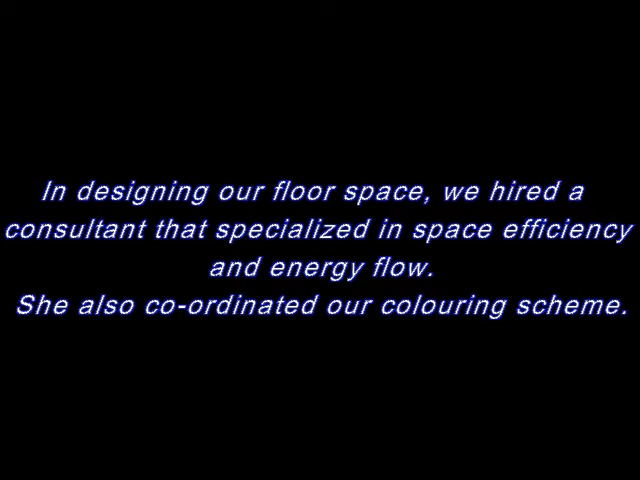 In designing our floor space, we hired a
consultant that specialized in space efficiency
and energy flow.
She also co-ordinated our colouring scheme.